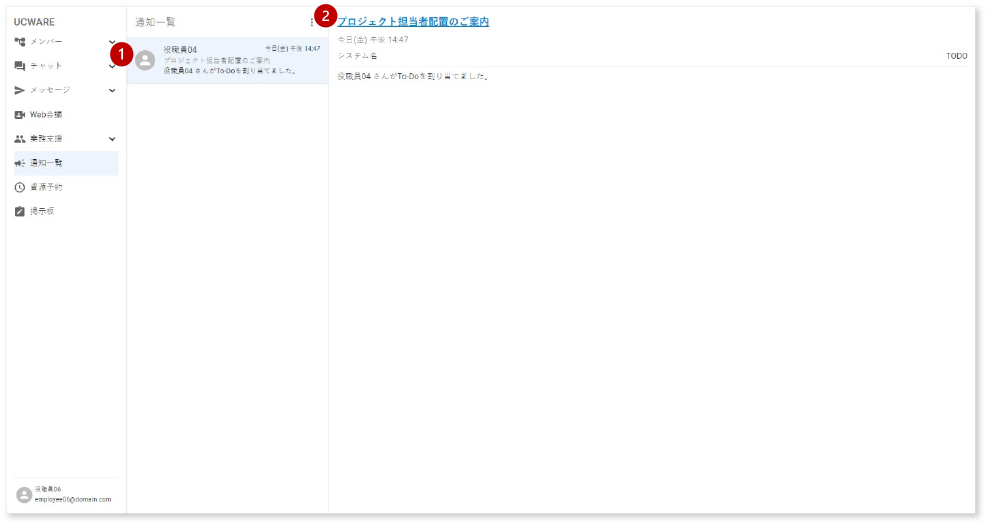 UCWARE
メンバー
チャット
メッセージ
Web会議
業務支援
通知一覧
資源予約
掲示板
役職員06
employee06@domain.com
通知一覧
1
役職員04
今日(金) 午後 14:47
プロジェクト担当者配置のご案内
役職員04 さんがTo-Doを割り当てました。
2
プロジェクト担当者配置のご案内
今日(金) 午後 14:47
システム名
TODO
役職員04 さんがTo-Doを割り当てました。